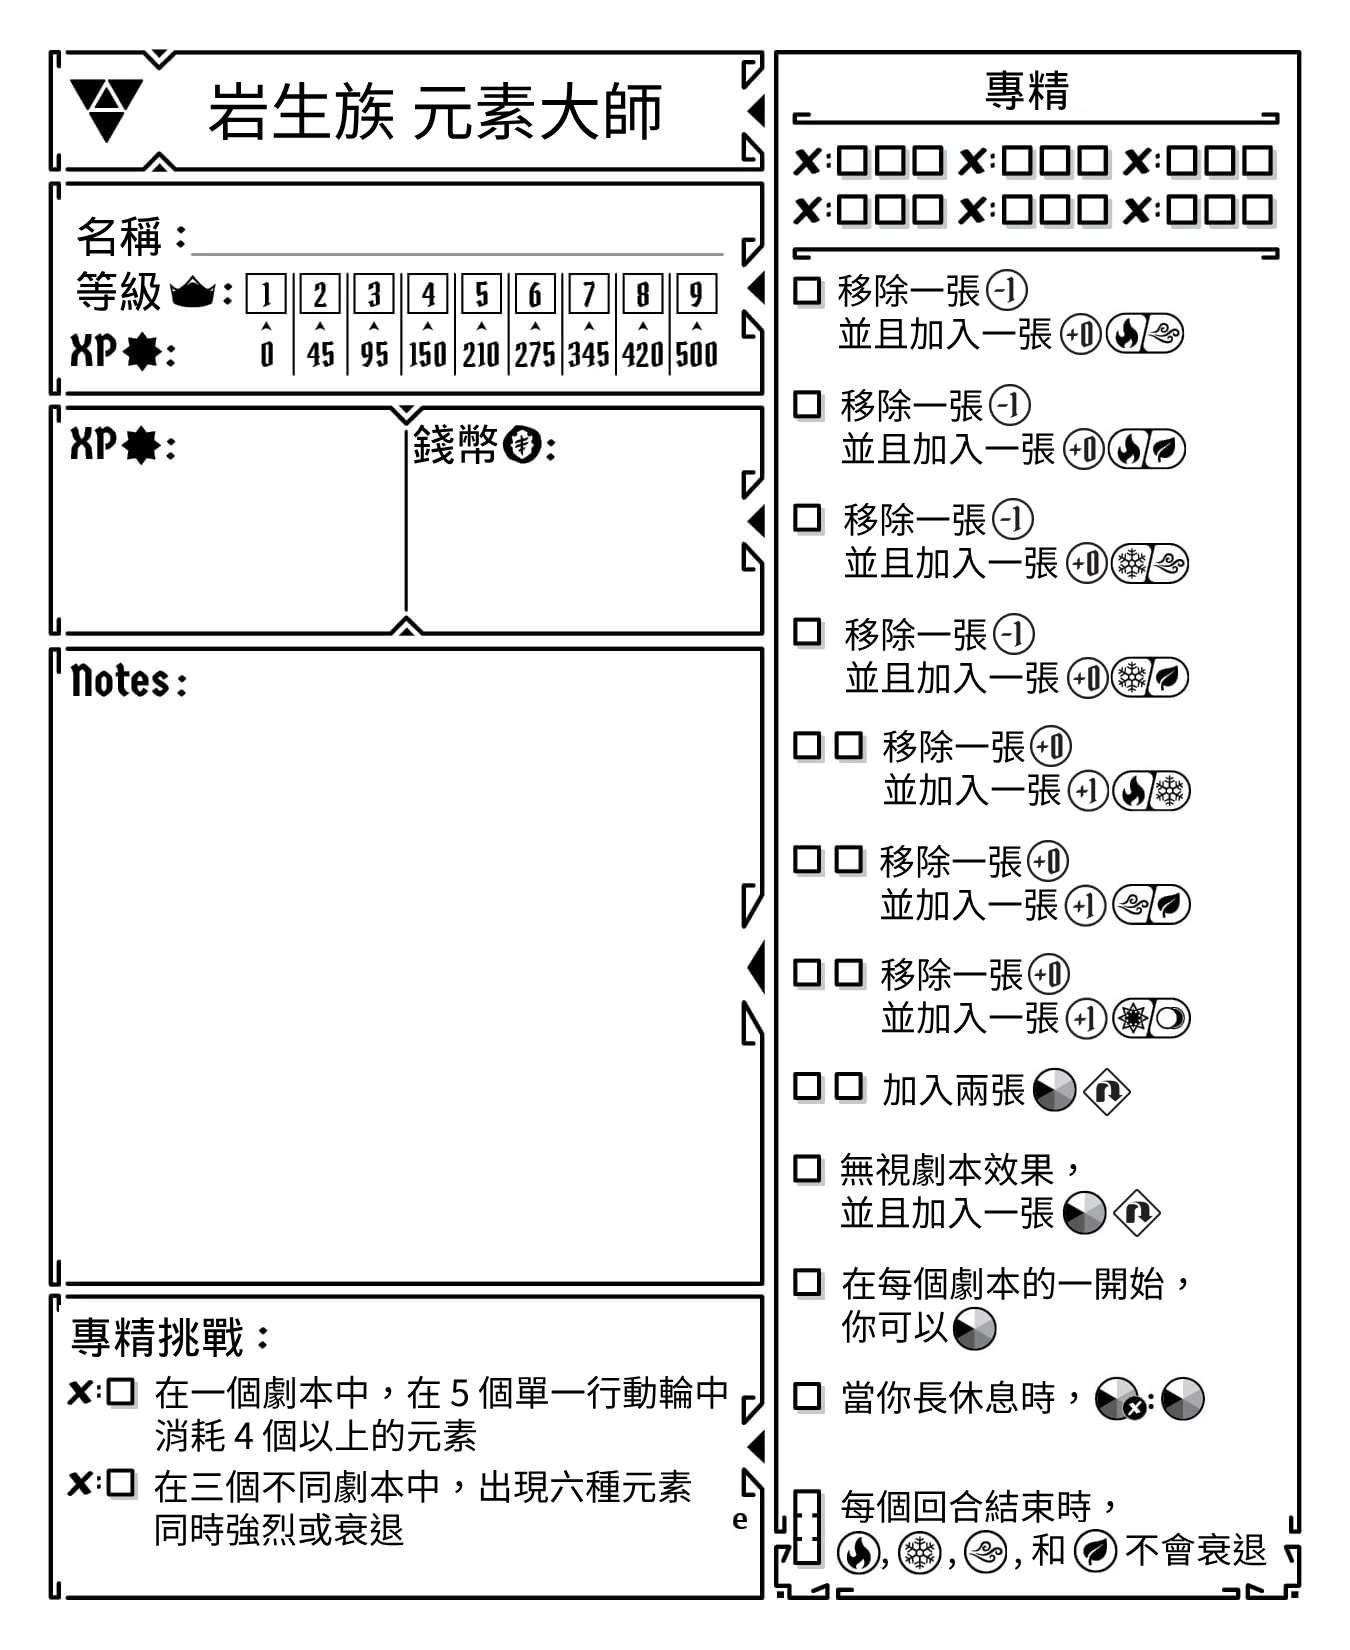 岩生族 元素大師
名稱：
等級：
1 2 3 4 5 6 7 8 9
XP：
0 45 95 150 210 275 345 420 500
XP：
錢幣：
Notes：
專精挑戰：
在一個劇本中，在 5 個單一行動輪中
消耗 4 個以上的元素
在三個不同劇本中，出現六種元素
同時強烈或衰退
e
專精
移除一張 -1
並且加入一張 +0
移除一張 -1
並且加入一張 +0
移除一張 -1
並且加入一張 +0
移除一張 -1
並且加入一張 +0
移除一張 +0
並加入一張 +1
移除一張 +0
並加入一張 +1
移除一張 +0
並加入一張 +1
加入兩張
無視劇本效果，
並且加入一張
在每個劇本的一開始，
你可以
當你長休息時， :
每個回合結束時，
, , , 和 不會衰退